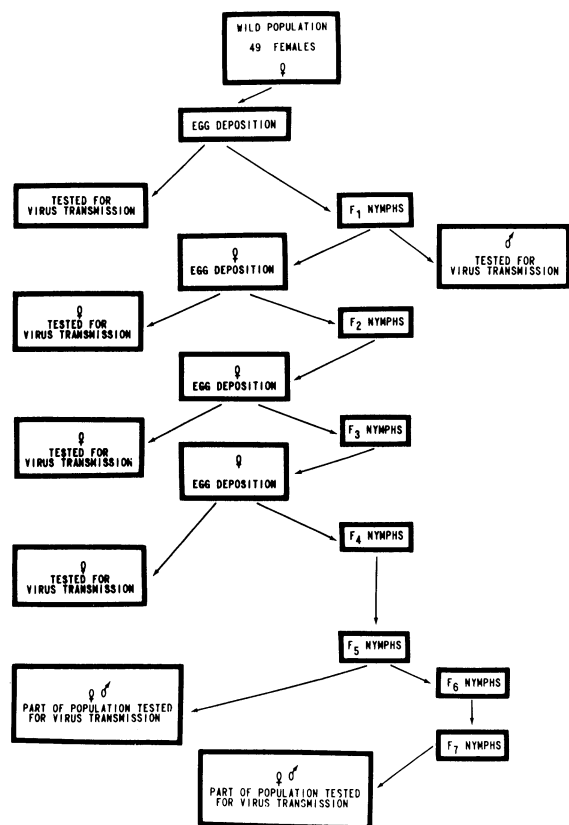 WILD POPULATION
49 FEMALES
♀
EGG DEPOSITION
TESTED FOR
VIRUS TRANSMISSION
F₁ NYMPHS
♂
TESTED FOR
VIRUS TRANSMISSION
♀
EGG DEPOSITION
♀
TESTED FOR
VIRUS TRANSMISSION
F₂ NYMPHS
♀
EGG DEPOSITION
♀
TESTED FOR
VIRUS TRANSMISSION
F₃ NYMPHS
♀
EGG DEPOSITION
F₄ NYMPHS
♀
TESTED FOR
VIRUS TRANSMISSION
F₅ NYMPHS
♀ ♂
PART OF POPULATION TESTED
FOR VIRUS TRANSMISSION
F₆ NYMPHS
F₇ NYMPHS
♀ ♂
PART OF POPULATION TESTED
FOR VIRUS TRANSMISSION